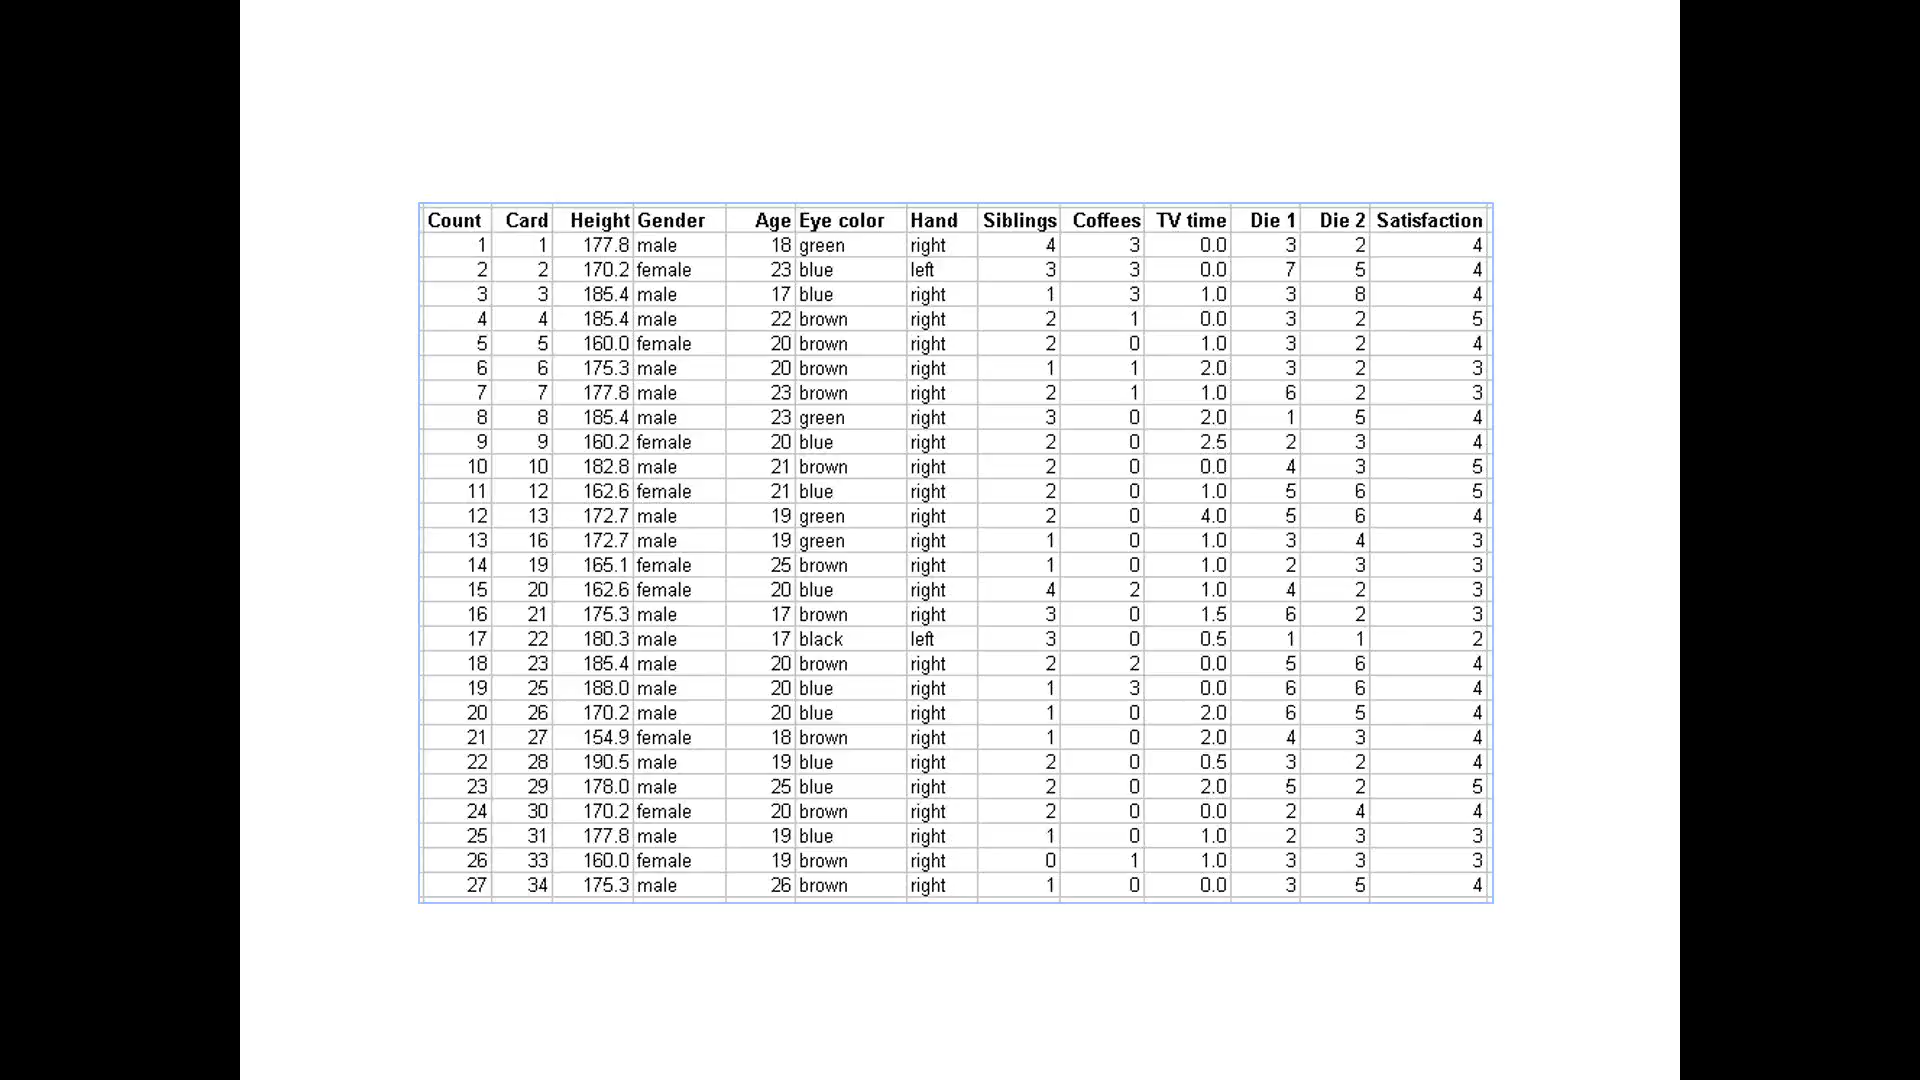 Count Card Height Gender Age Eye color Hand Siblings Coffees TV time Die 1 Die 2 Satisfaction
1 1 177.8 male 18 green right 4 3 0.0 3 2 4
2 2 170.2 female 23 blue left 3 3 0.0 7 5 4
3 3 185.4 male 17 blue right 1 3 1.0 3 8 4
4 4 185.4 male 22 brown right 2 1 0.0 3 2 5
5 5 160.0 female 20 brown right 2 0 1.0 3 2 4
6 6 175.3 male 20 brown right 1 1 2.0 3 2 3
7 7 177.8 male 23 brown right 2 1 1.0 6 2 3
8 8 185.4 male 23 green right 3 0 2.0 1 5 4
9 9 160.2 female 20 blue right 2 0 2.5 2 3 4
10 10 182.8 male 21 brown right 2 0 0.0 4 3 5
11 12 162.6 female 21 blue right 2 0 1.0 5 6 5
12 13 172.7 male 19 green right 2 0 4.0 5 6 4
13 16 172.7 male 19 green right 1 0 1.0 3 4 3
14 19 165.1 female 25 brown right 1 0 1.0 2 3 3
15 20 162.6 female 20 blue right 4 2 1.0 4 2 3
16 21 175.3 male 17 brown right 3 0 1.5 6 2 3
17 22 180.3 male 17 black left 3 0 0.5 1 1 2
18 23 185.4 male 20 brown right 2 2 0.0 5 6 4
19 25 188.0 male 20 blue right 1 3 0.0 6 6 4
20 26 170.2 male 20 blue right 1 0 2.0 6 5 4
21 27 154.9 female 18 brown right 1 0 2.0 4 3 4
22 28 190.5 male 19 blue right 2 0 0.5 3 2 4
23 29 178.0 male 25 blue right 2 0 2.0 5 2 5
24 30 170.2 female 20 brown right 2 0 0.0 2 4 4
25 31 177.8 male 19 blue right 1 0 1.0 2 3 3
26 33 160.0 female 19 brown right 0 1 1.0 3 3 3
27 34 175.3 male 26 brown right 1 0 0.0 3 5 4